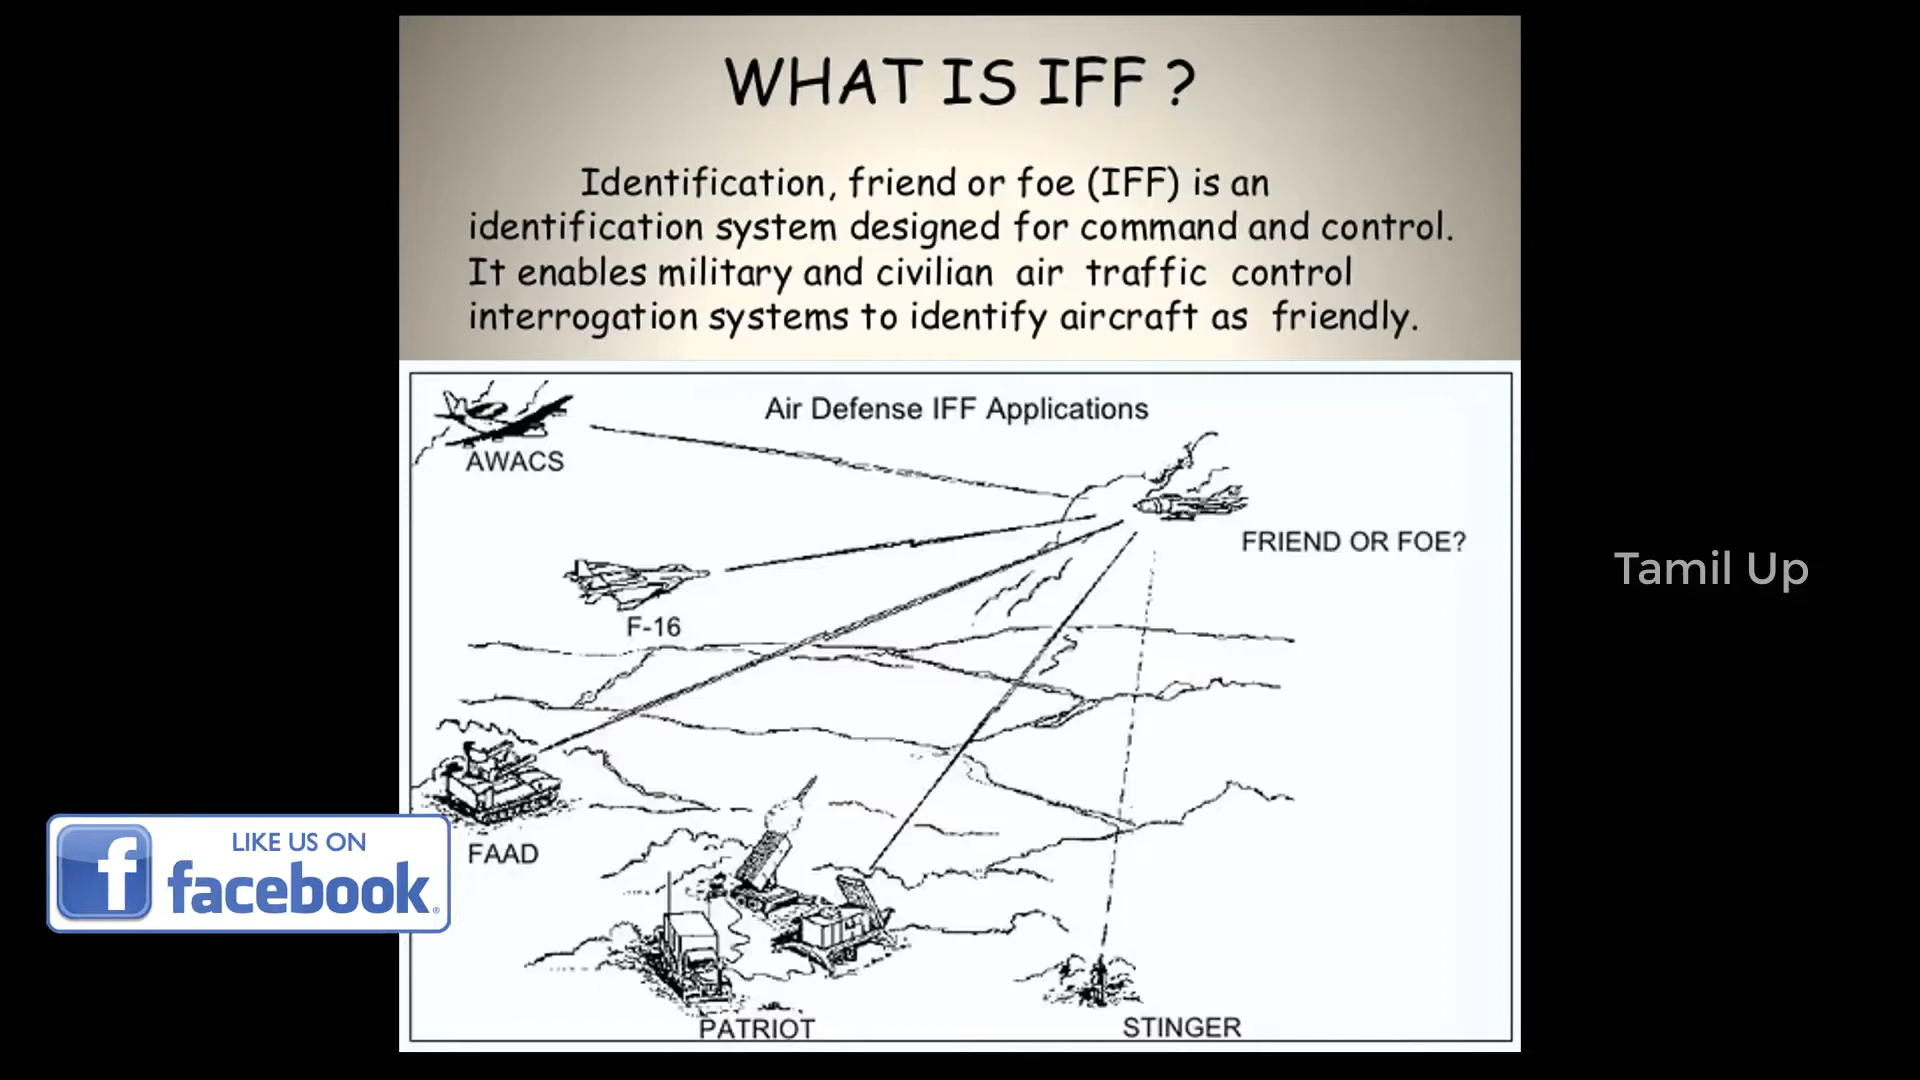 WHAT IS IFF ?
Identification, friend or foe (IFF) is an
identification system designed for command and control.
It enables military and civilian air traffic control
interrogation systems to identify aircraft as friendly.
Air Defense IFF Applications
AWACS
FRIEND OR FOE?
Tamil Up
F-16
LIKE US ON
facebook®
FAAD
PATRIOT
STINGER